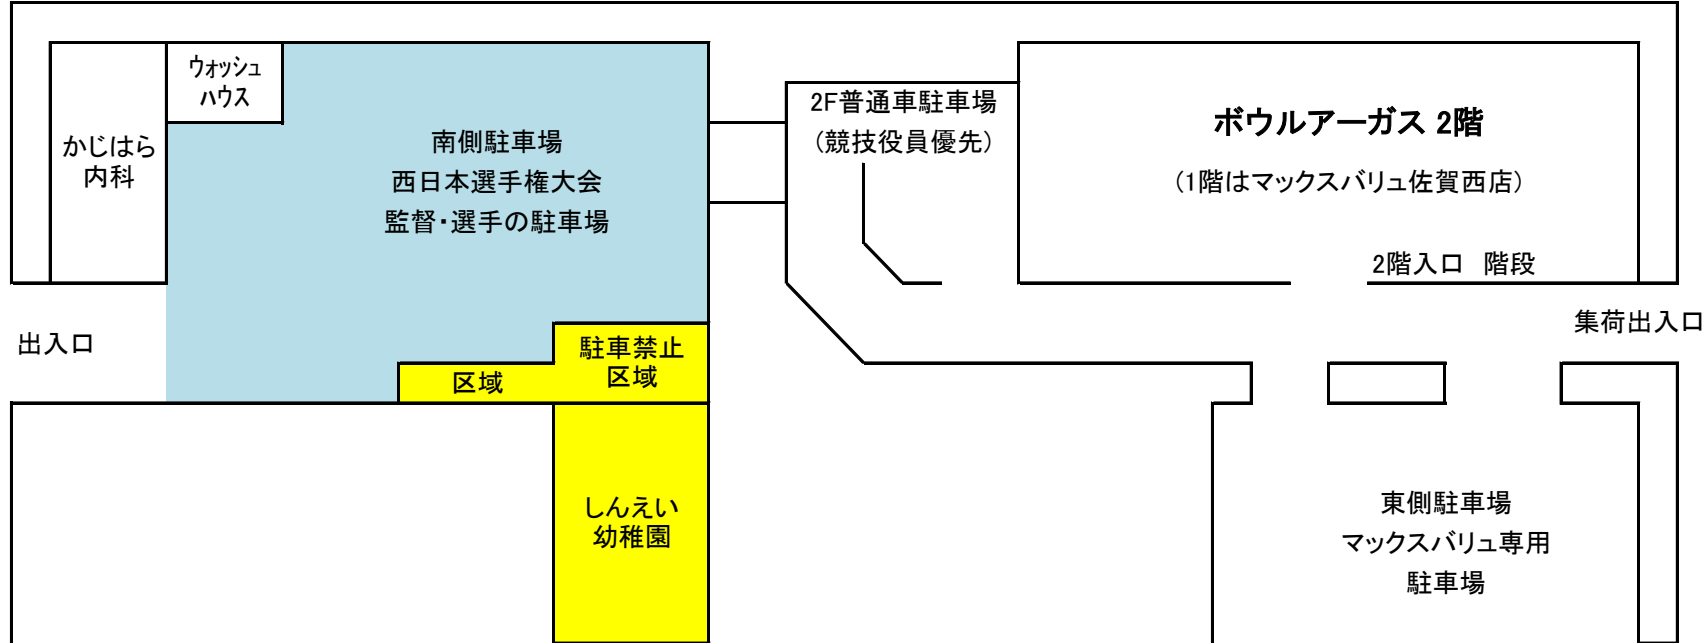 ウォッシュ
ハウス
かじはら
内科
南側駐車場
西日本選手権大会
監督・選手の駐車場
2F普通車駐車場
(競技役員優先)
ボウルアーガス 2階
(1階はマックスバリュ佐賀西店)
2階入口 階段
集荷出入口
出入口
駐車禁止
区域
区域
しんえい
幼稚園
東側駐車場
マックスバリュ専用
駐車場